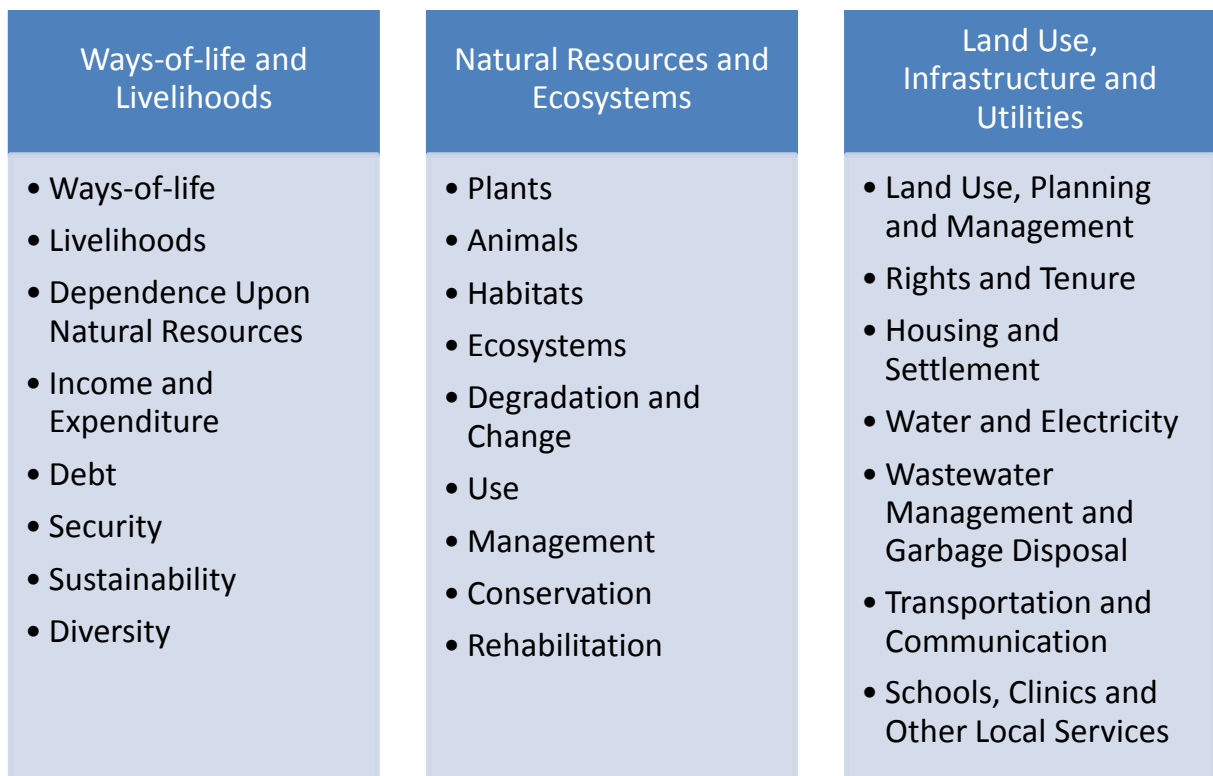 Ways-of-life and
Livelihoods
• Ways-of-life
• Livelihoods
• Dependence Upon
Natural Resources
• Income and
Expenditure
• Debt
• Security
• Sustainability
• Diversity
Natural Resources and
Ecosystems
• Plants
• Animals
• Habitats
• Ecosystems
• Degradation and
Change
• Use
• Management
• Conservation
• Rehabilitation
Land Use,
Infrastructure and
Utilities
• Land Use, Planning
and Management
• Rights and Tenure
• Housing and
Settlement
• Water and Electricity
• Wastewater
Management and
Garbage Disposal
• Transportation and
Communication
• Schools, Clinics and
Other Local Services